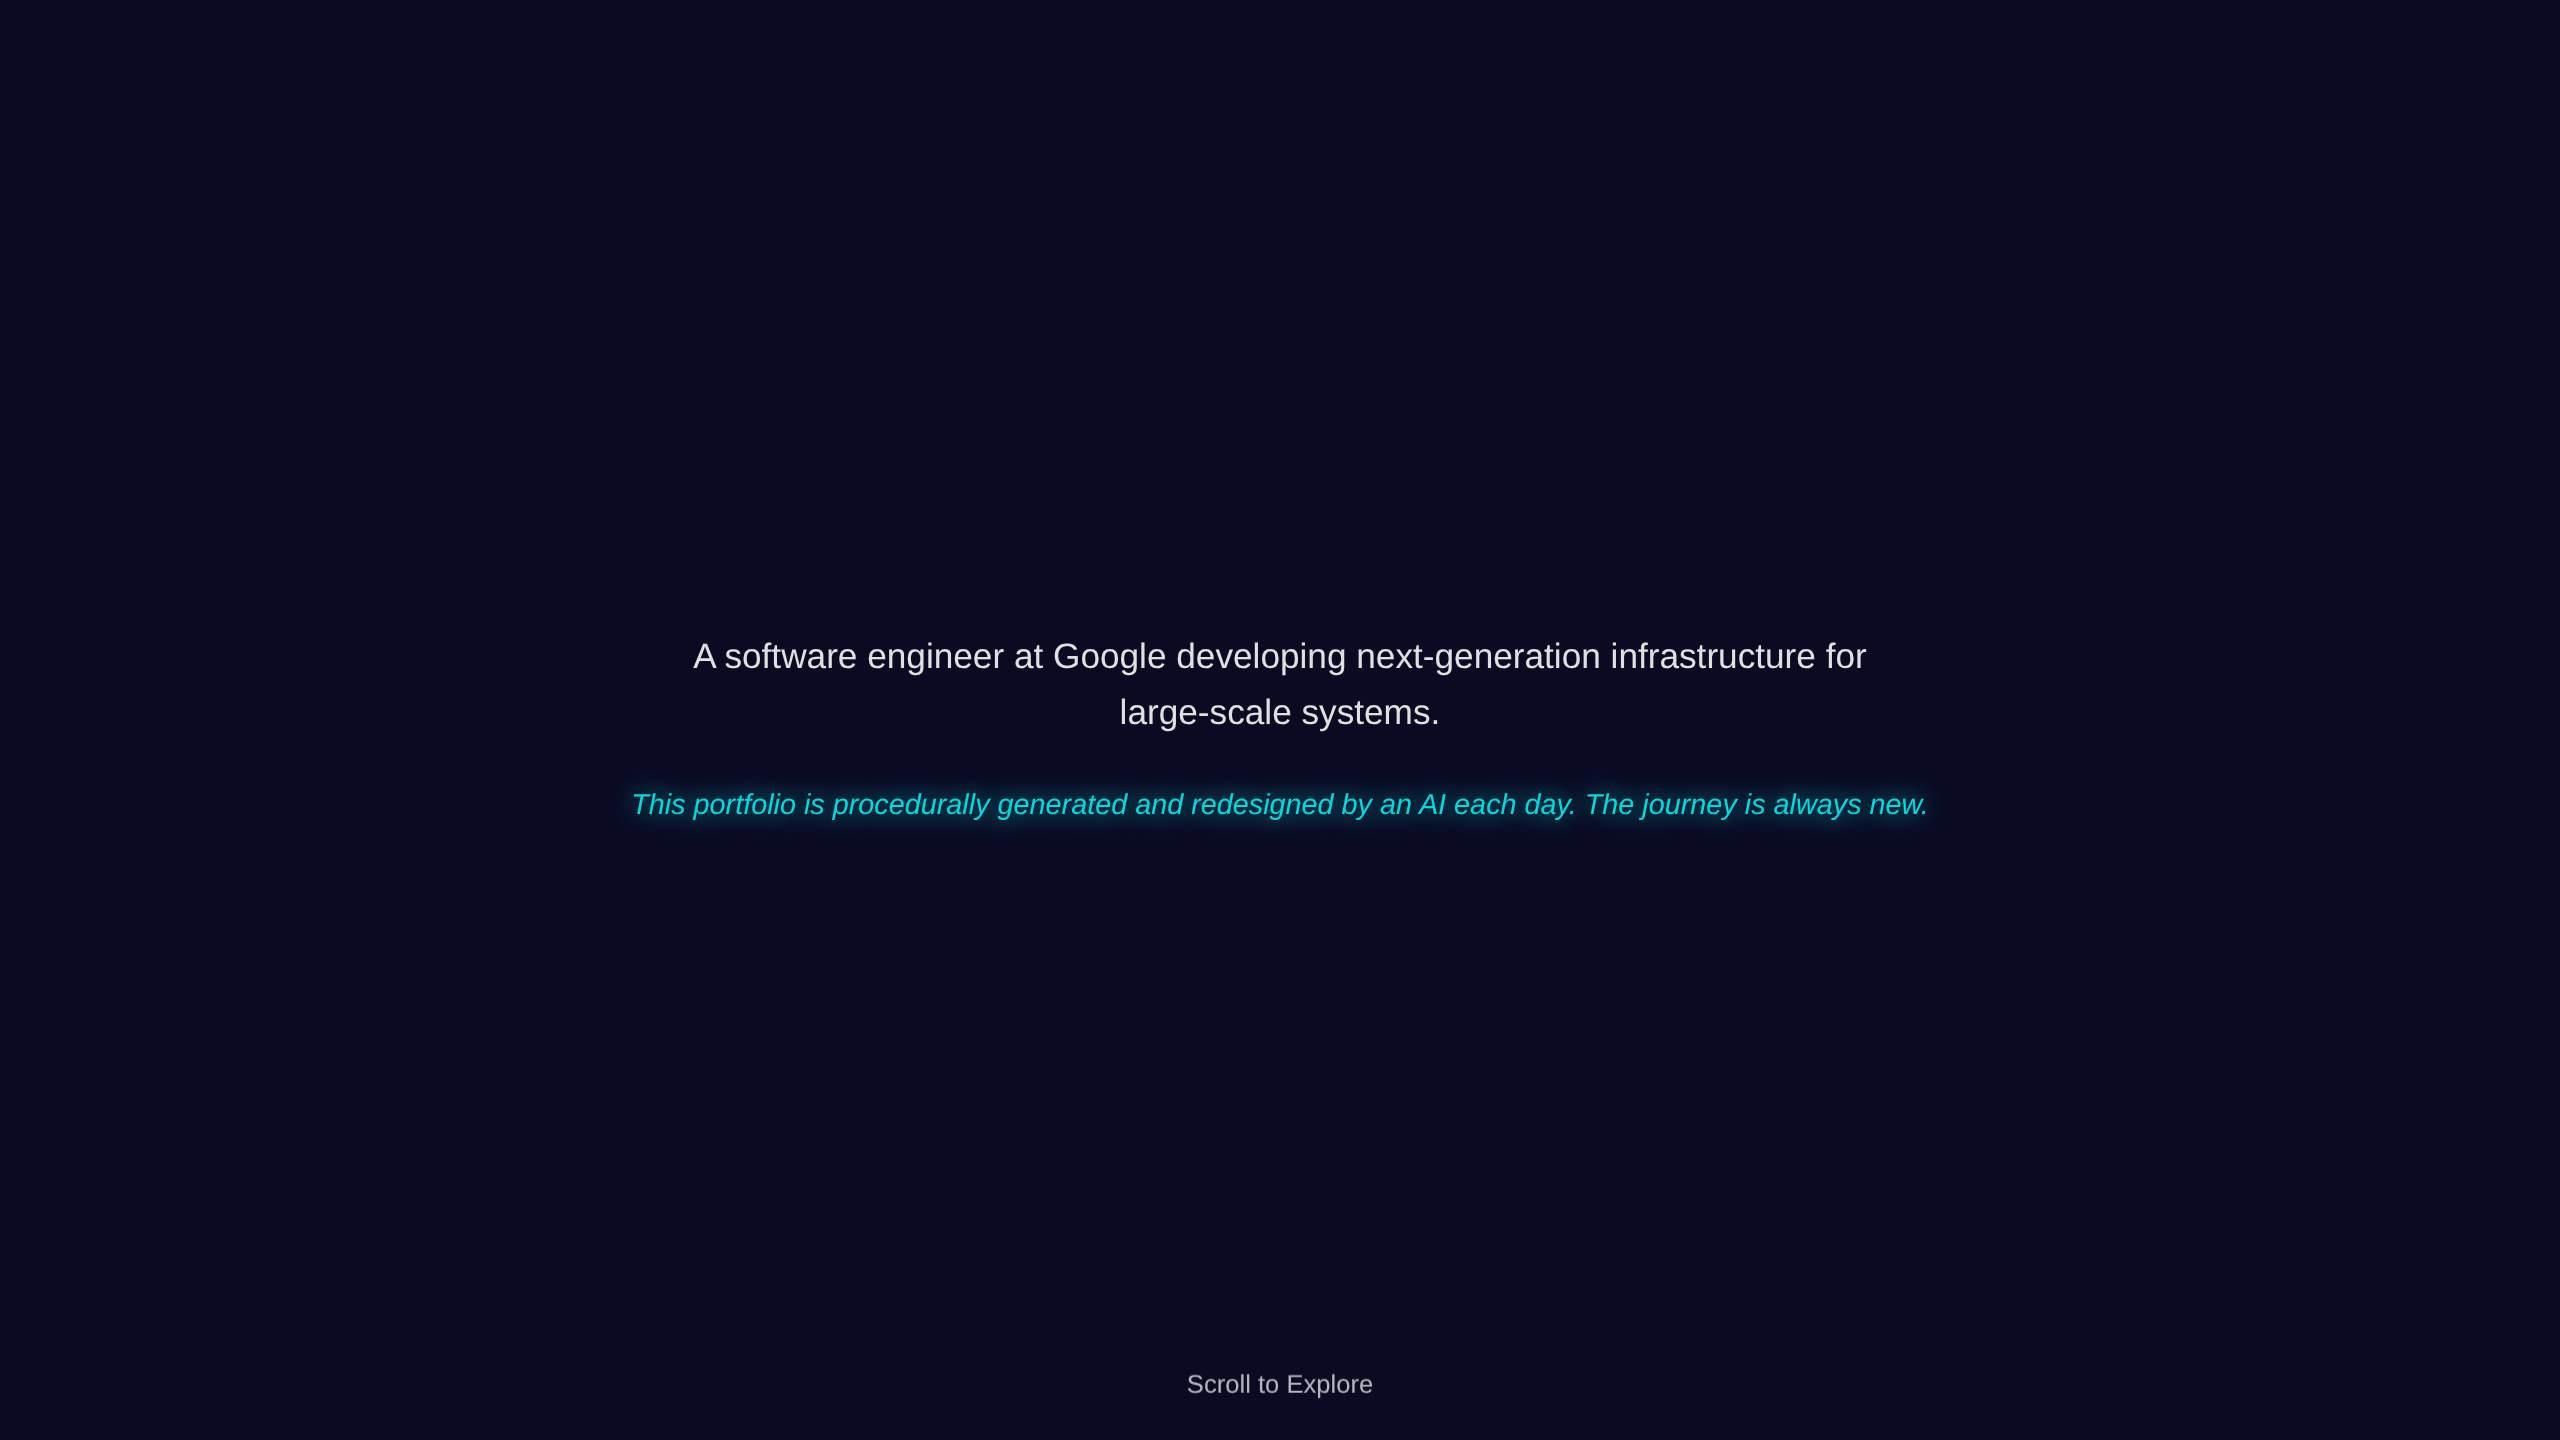 A software engineer at Google developing next-generation infrastructure for
large-scale systems.
This portfolio is procedurally generated and redesigned by an AI each day. The journey is always new.
Scroll to Explore